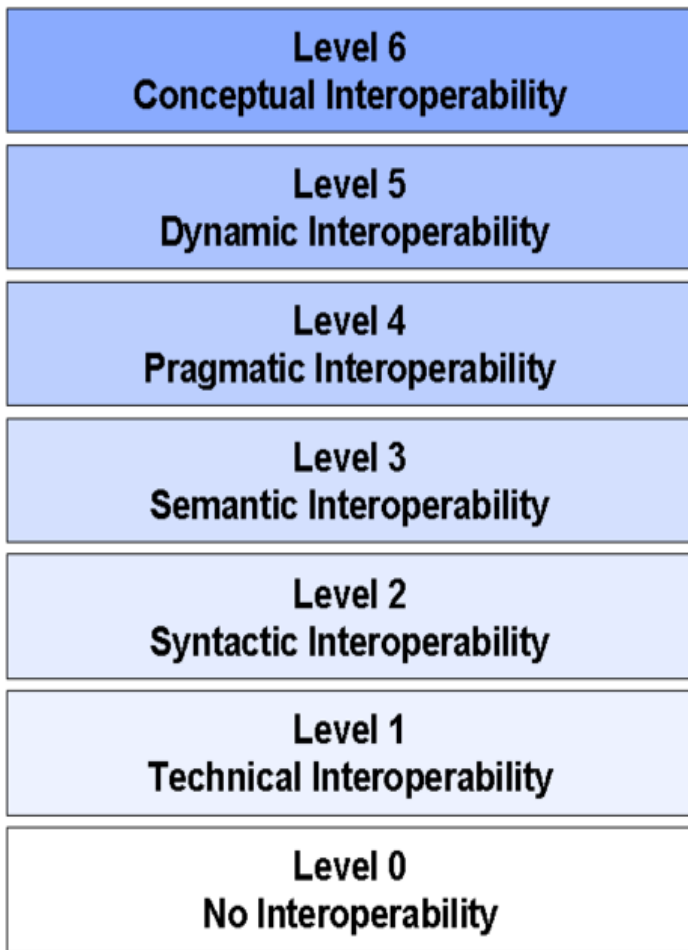 Level 6
Conceptual Interoperability
Level 5
Dynamic Interoperability
Level 4
Pragmatic Interoperability
Level 3
Semantic Interoperability
Level 2
Syntactic Interoperability
Level 1
Technical Interoperability
Level 0
No Interoperability